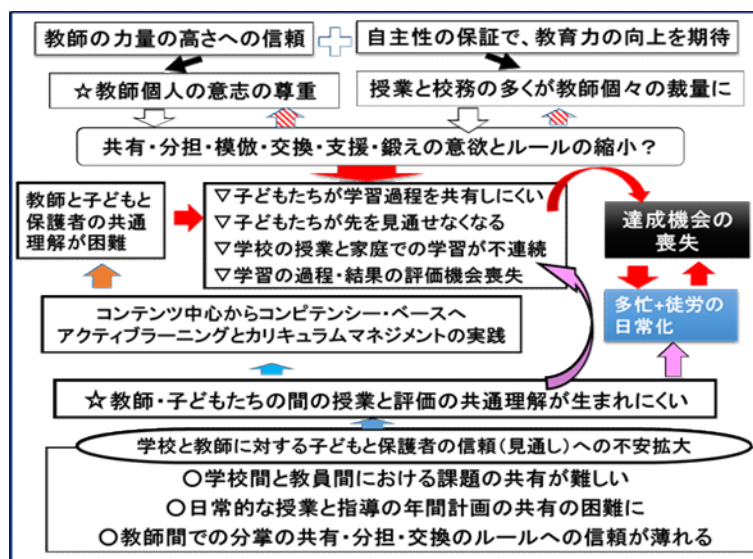 教師の力量の高さへの信頼
自主性の保証で、教育力の向上を期待
☆教師個人の意志の尊重
授業と校務の多くが教師個々の裁量に
共有・分担・模倣・交換・支援・鍛えの意欲とルールの縮小？
教師と子どもと
保護者の共通
理解が困難
▽子どもたちが学習過程を共有しにくい
▽子どもたちが先を見通せなくなる
▽学校の授業と家庭での学習が不連続
▽学習の過程・結果の評価機会喪失
達成機会の
喪失
多忙+徒労の
日常化
コンテンツ中心からコンピテンシー・ベースへ
アクティブラーニングとカリキュラムマネジメントの実践
☆教師・子どもたちの間の授業と評価の共通理解が生まれにくい
学校と教師に対する子どもと保護者の信頼(見通し)への不安拡大
〇学校間と教員間における課題の共有が難しい
〇日常的な授業と指導の年間計画の共有の困難に
〇教師間での分掌の共有・分担・交換のルールへの信頼が薄れる